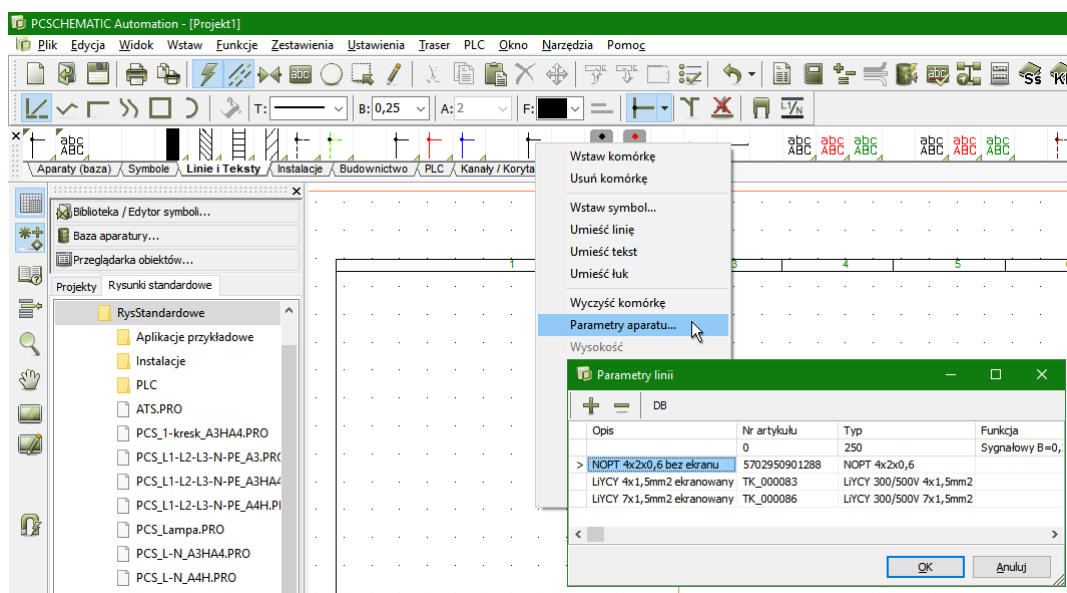 PCSCHEMATIC Automation - [Projekt1]
Plik Edycja Widok Wstaw Funkcje Zestawienia Ustawienia Traser PLC Okno Narzędzia Pomoc
T: B: 0,25 A: 2 F: L/N
ABC ABC ABC ABC ABC ABC ABC
Aparaty (baza) Symbole Linie i Teksty Instalacje Budownictwo PLC Kanały / Koryta
Biblioteka / Edytor symboli...
Baza aparatury...
Przeglądarka obiektów...
Projekty Rysunki standardowe
RysStandardowe
Aplikacje przykładowe
Instalacje
PLC
ATS.PRO
PCS_1-kresk_A3HA4.PRO
PCS_L1-L2-L3-N-PE_A3.PRO
PCS_L1-L2-L3-N-PE_A3HA4
PCS_L1-L2-L3-N-PE_A4H.PI
PCS_Lampa.PRO
PCS_L-N_A3HA4.PRO
PCS_L-N_A4H.PRO
1 3 4 5
Wstaw komórkę
Usuń komórkę
Wstaw symbol...
Umieść linię
Umieść tekst
Umieść łuk
Wyczyść komórkę
Parametry aparatu...
Wysokość
Parametry linii
DB
Opis Nr artykułu Typ Funkcja
0 250 Sygnałowy B=0,
> NOPT 4x2x0,6 bez ekranu 5702950901288 NOPT 4x2x0,6
LiYCY 4x1,5mm2 ekranowany TK_000083 LiYCY 300/500V 4x1,5mm2
LiYCY 7x1,5mm2 ekranowany TK_000086 LiYCY 300/500V 7x1,5mm2
OK Anuluj